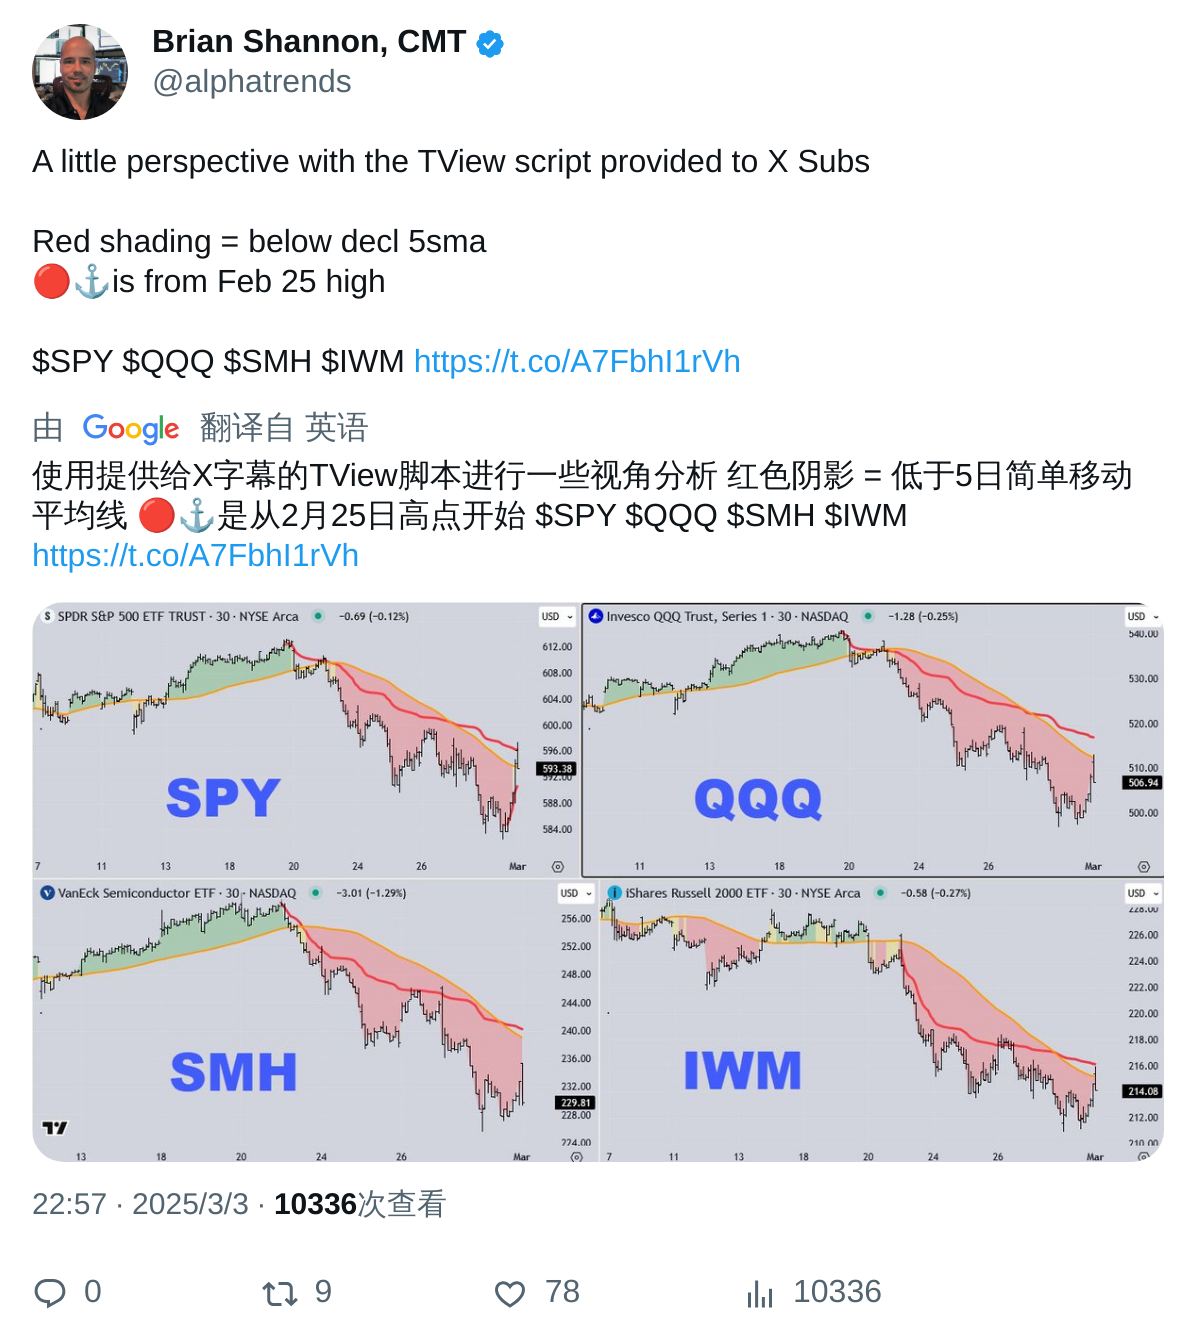 Brian Shannon, CMT
@alphatrends
A little perspective with the TView script provided to X Subs
Red shading = below decl 5sma
🔴⚓is from Feb 25 high
$SPY $QQQ $SMH $IWM https://t.co/A7FbhI1rVh
由 Google 翻译自 英语
使用提供给X字幕的TView脚本进行一些视角分析 红色阴影 = 低于5日简单移动
平均线 🔴⚓是从2月25日高点开始 $SPY $QQQ $SMH $IWM
https://t.co/A7FbhI1rVh
S SPDR S&P 500 ETF TRUST · 30 · NYSE Arca −0.69 (−0.12%) USD
612.00
608.00
604.00
600.00
596.00
593.38
592.00
588.00
584.00
SPY
7 11 13 18 20 24 26 Mar
Invesco QQQ Trust, Series 1 · 30 · NASDAQ −1.28 (−0.25%) USD
540.00
530.00
520.00
510.00
506.94
500.00
QQQ
11 13 18 20 24 26 Mar
V VanEck Semiconductor ETF · 30 · NASDAQ −3.01 (−1.29%) USD
256.00
252.00
248.00
244.00
240.00
236.00
232.00
229.81
228.00
224.00
SMH
13 18 20 24 26 Mar
i iShares Russell 2000 ETF · 30 · NYSE Arca −0.58 (−0.27%) USD
228.00
226.00
224.00
222.00
220.00
218.00
216.00
214.08
212.00
210.00
IWM
7 11 13 18 20 24 26 Mar
22:57 · 2025/3/3 · 10336次查看
0 9 78 10336